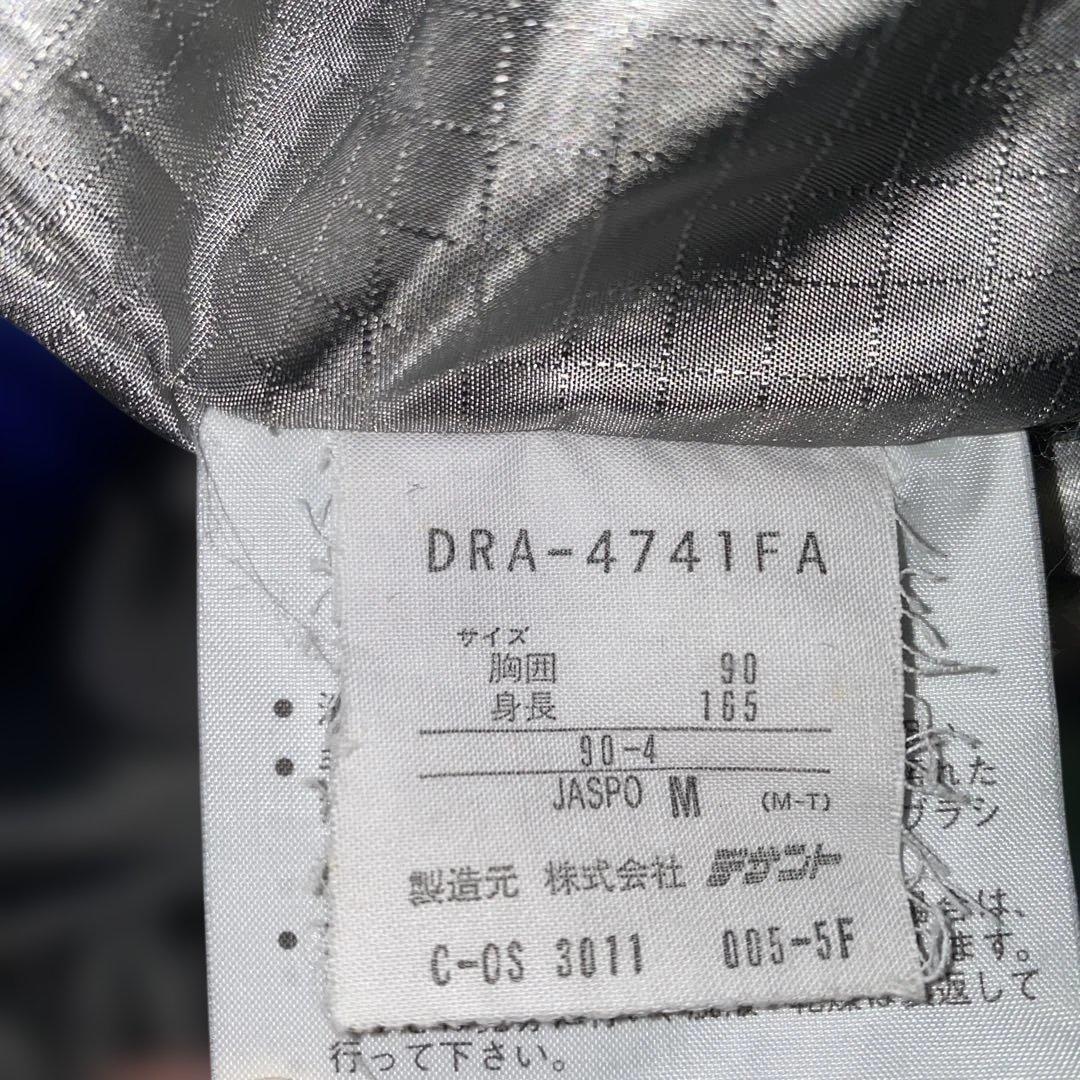 DRA-4741FA
サイズ
胸囲 90
身長 165
90-4
JASPO M (M-T)
製造元 株式会社 デサント
C-OS 3011 005-5F
れた
ブラシ
は、
ます。
返して
行って下さい。